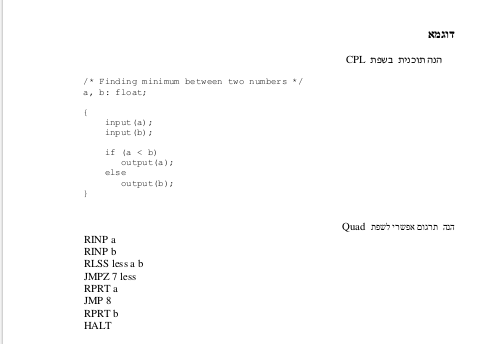 דוגמא
הנה תוכנית בשפת CPL
/* Finding minimum between two numbers */
a, b: float;
{
input(a);
input(b);
if (a < b)
output(a);
else
output(b);
}
הנה תרגום אפשרי לשפת Quad
RINP a
RINP b
RLSS less a b
JMPZ 7 less
RPRT a
JMP 8
RPRT b
HALT